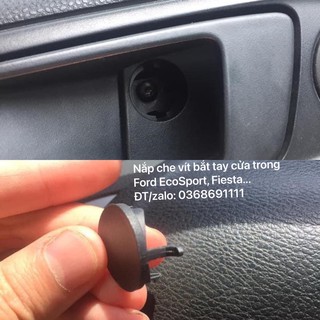 Nắp che vít bắt tay cửa trong
Ford EcoSport, Fiesta...
ĐT/zalo: 0368691111